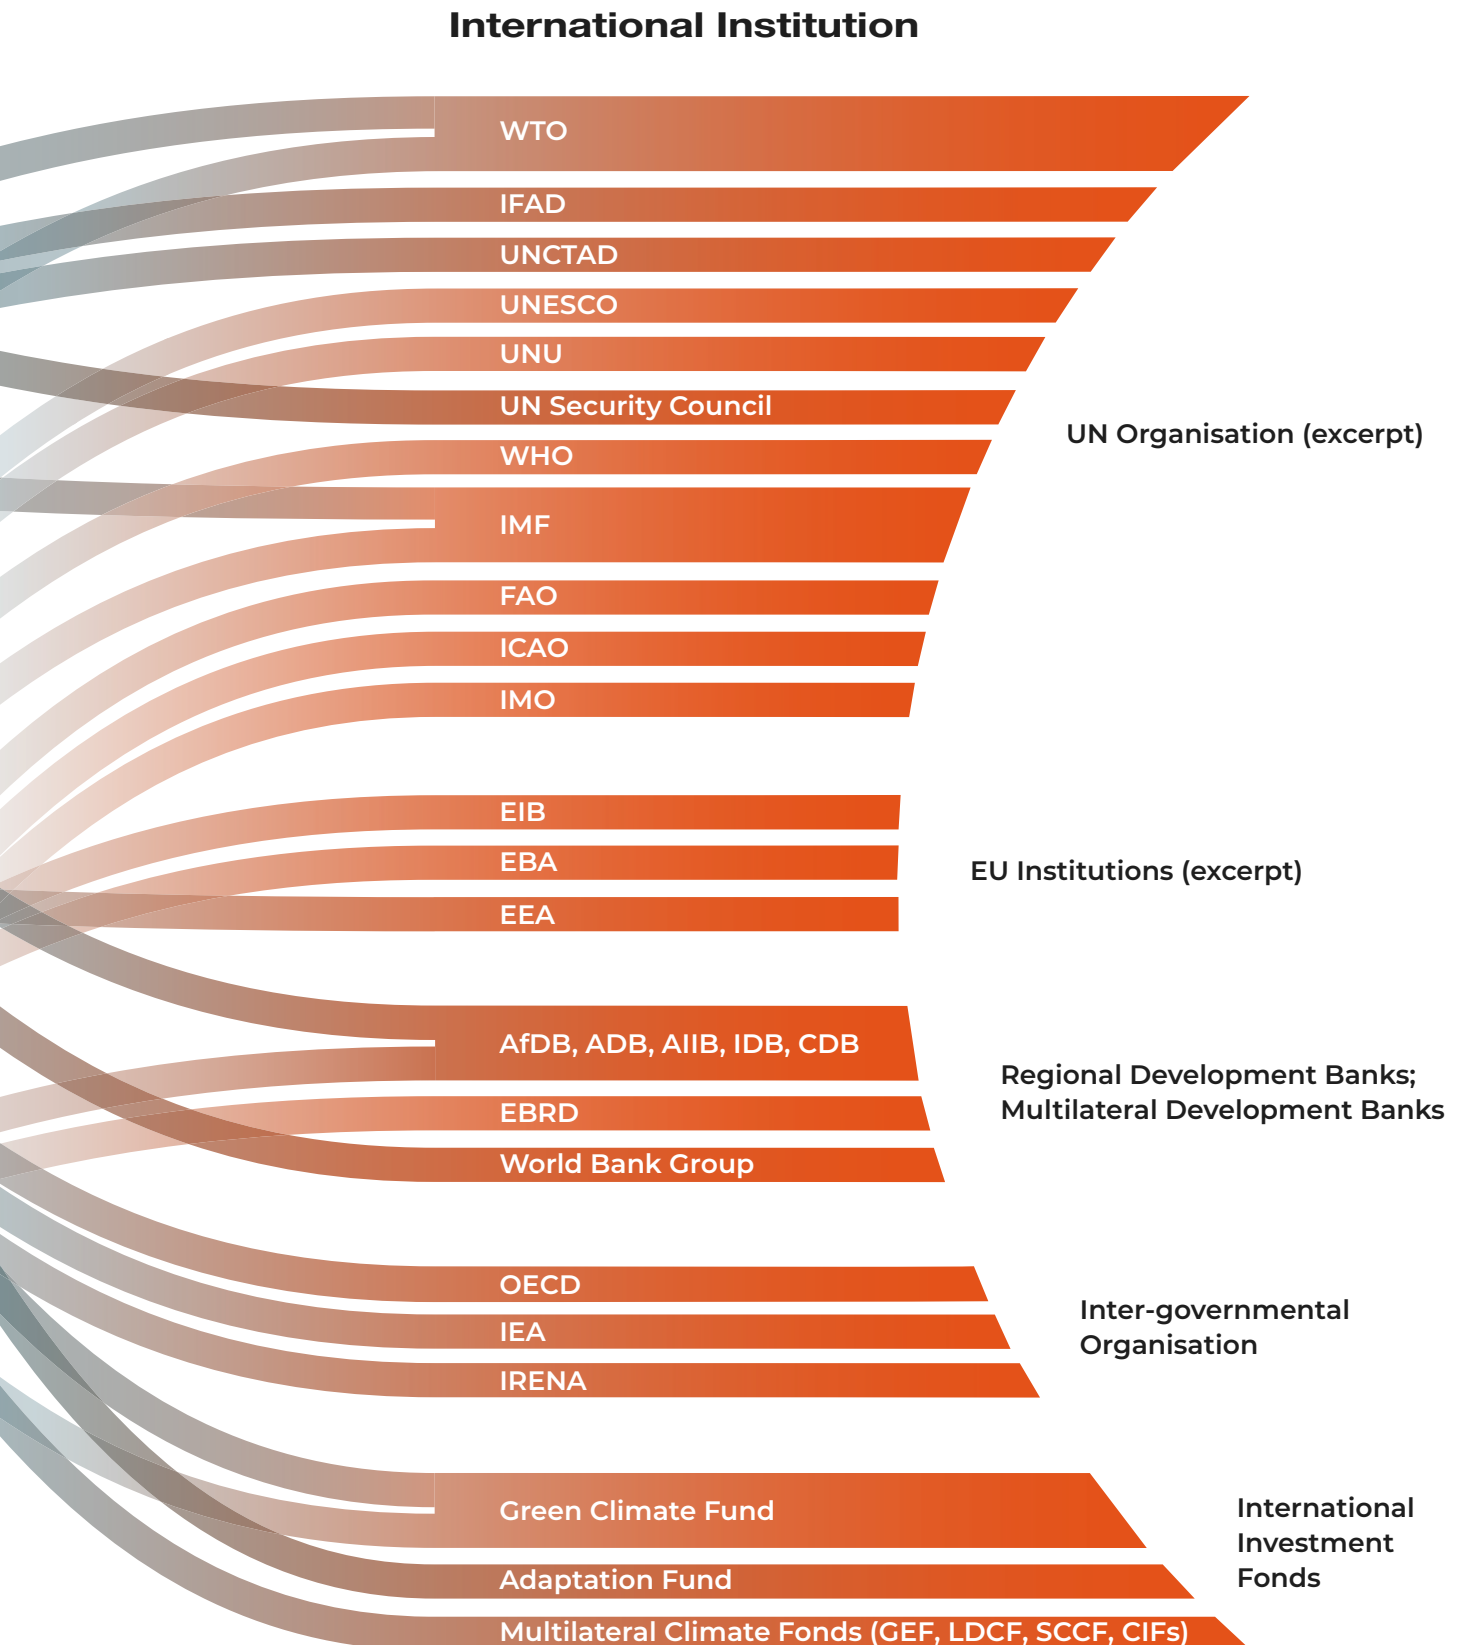 International Institution
WTO
IFAD
UNCTAD
UNESCO
UNU
UN Security Council
WHO
IMF
FAO
ICAO
IMO
UN Organisation (excerpt)
EIB
EBA
EEA
EU Institutions (excerpt)
AfDB, ADB, AIIB, IDB, CDB
EBRD
World Bank Group
Regional Development Banks;
Multilateral Development Banks
OECD
IEA
IRENA
Inter-governmental
Organisation
Green Climate Fund
Adaptation Fund
Multilateral Climate Fonds (GEF, LDCF, SCCF, CIFs)
International
Investment
Fonds